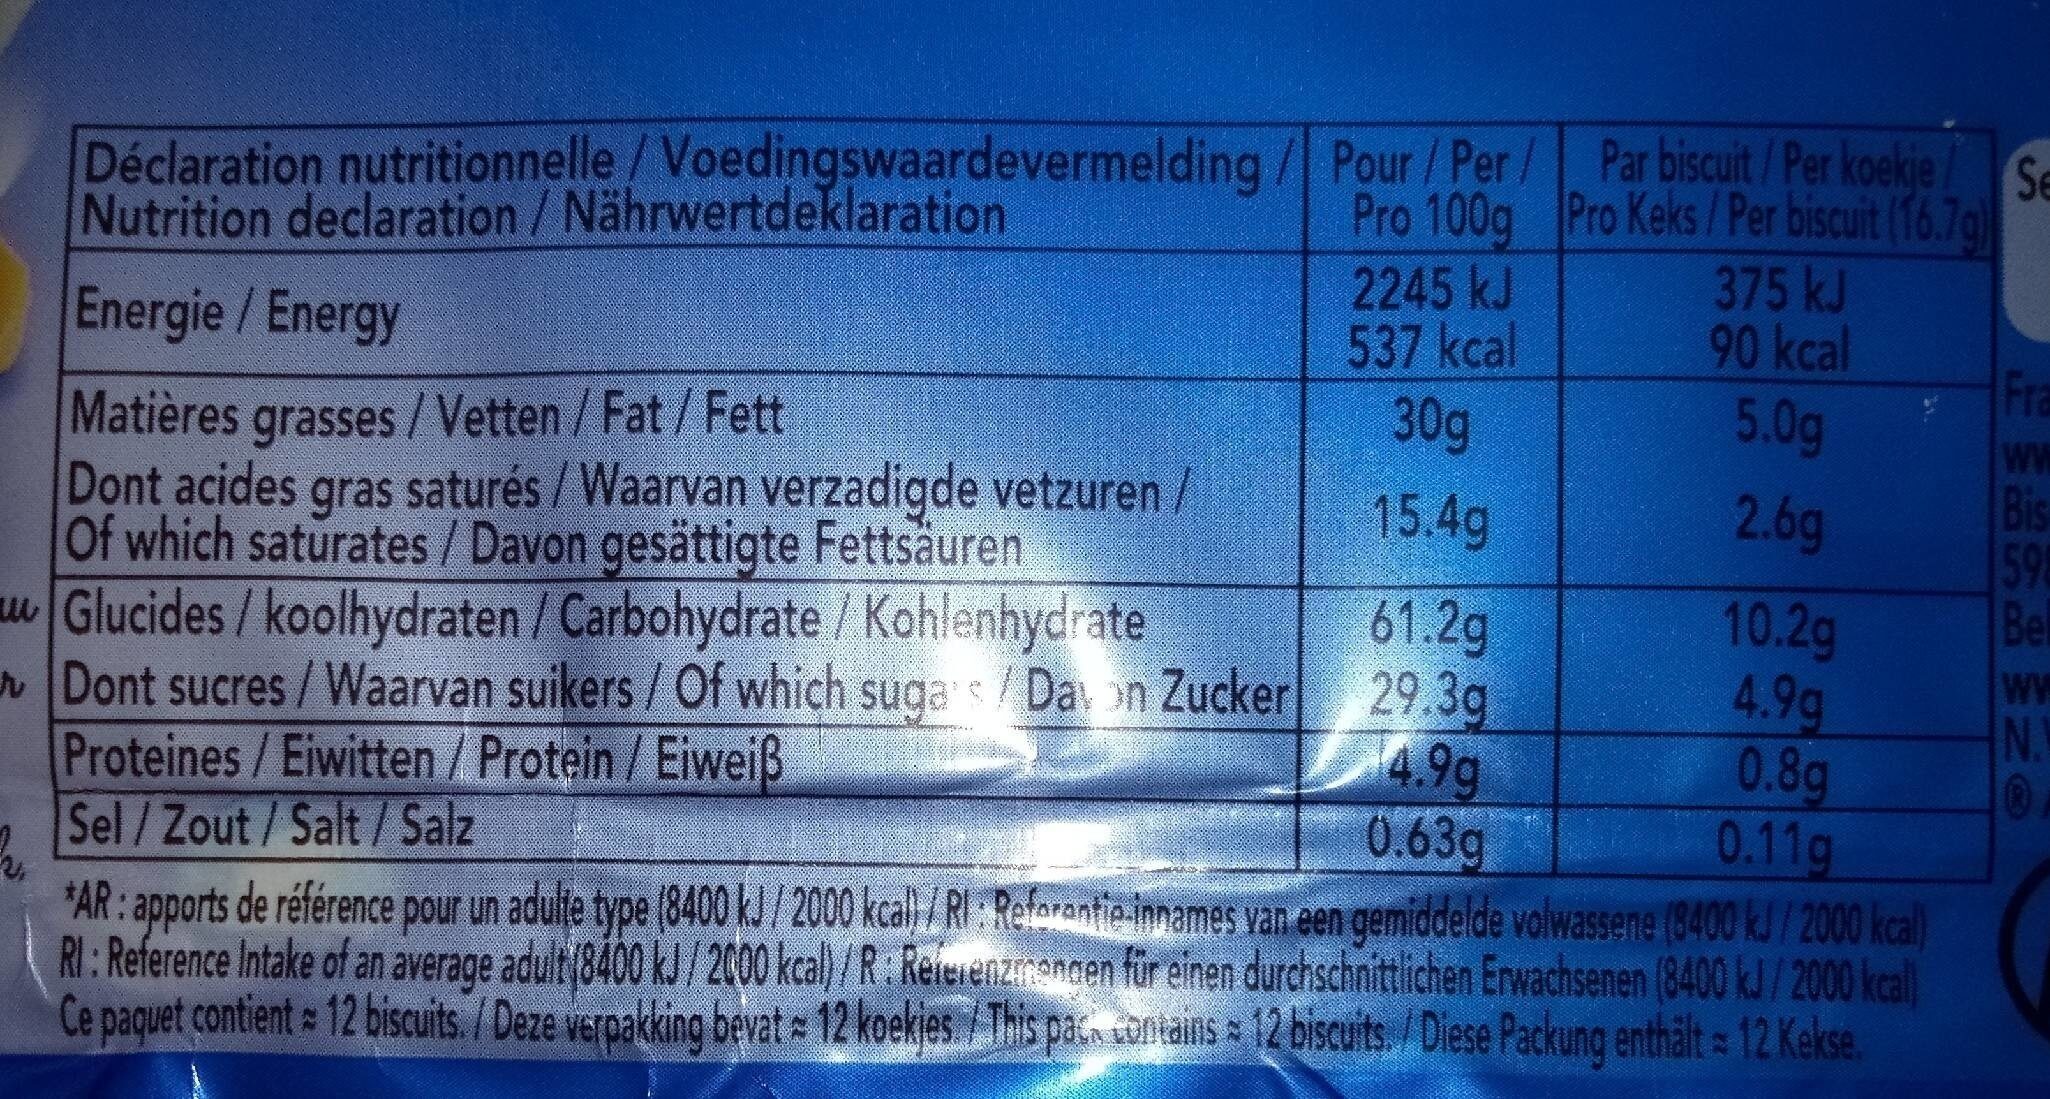 Déclaration nutritionnelle / Voedingswaardevermelding / Pour / Per / Par biscuit / Per koekje /
Nutrition declaration / Nährwertdeklaration Pro 100g Pro Keks / Per biscuit (16.7g)
Energie / Energy 2245 kJ 375 kJ
537 kcal 90 kcal
Matières grasses / Vetten / Fat / Fett 30g 5.0g
Dont acides gras saturés / Waarvan verzadigde vetzuren /
Of which saturates / Davon gesättigte Fettsäuren 15.4g 2.6g
Glucides / koolhydraten / Carbohydrate / Kohlenhydrate 61.2g 10.2g
Dont sucres / Waarvan suikers / Of which sugars / Davon Zucker 29.3g 4.9g
Proteines / Eiwitten / Protein / Eiweiß 4.9g 0.8g
Sel / Zout / Salt / Salz 0.63g 0.11g
*AR : apports de référence pour un adulte type (8400 kJ / 2000 kcal) / RI : Referentie-innames van een gemiddelde volwassene (8400 kJ / 2000 kcal)
RI : Reference Intake of an average adult (8400 kJ / 2000 kcal) / R : Referenzmengen für einen durchschnittlichen Erwachsenen (8400 kJ / 2000 kcal)
Ce paquet contient ≈ 12 biscuits. / Deze verpakking bevat ≈ 12 koekjes. / This pack contains ≈ 12 biscuits. / Diese Packung enthält ≈ 12 Kekse.